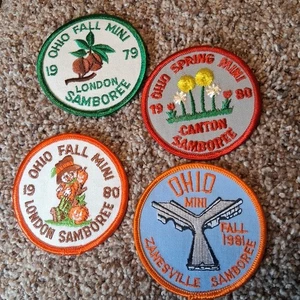 OHIO FALL MINI
19 79
LONDON
SAMBOREE
OHIO SPRING MINI
19 80
CANTON
SAMBOREE
OHIO FALL MINI
19 80
LONDON SAMBOREE
OHIO
MINI
FALL
1981
ZANESVILLE SAMBOREE